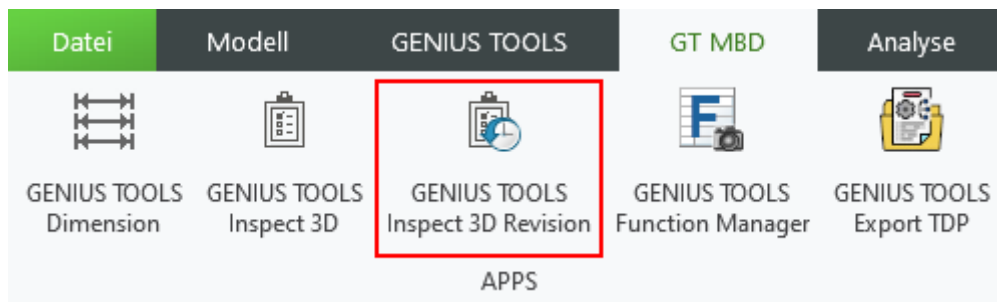 Datei Modell GENIUS TOOLS GT MBD Analyse
GENIUS TOOLS GENIUS TOOLS GENIUS TOOLS GENIUS TOOLS GENIUS TOOLS
Dimension Inspect 3D Inspect 3D Revision Function Manager Export TDP
APPS